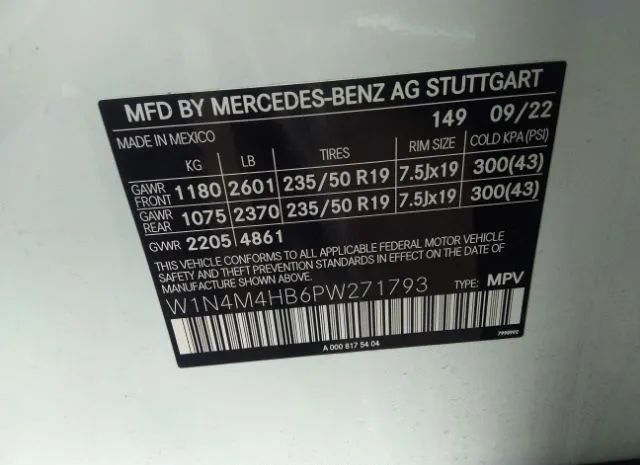 MFD BY MERCEDES-BENZ AG STUTTGART
149 09/22
MADE IN MEXICO
KG LB TIRES RIM SIZE COLD KPA(PSI)
GAWR FRONT 1180 2601 235/50 R19 7.5Jx19 300(43)
GAWR REAR 1075 2370 235/50 R19 7.5Jx19 300(43)
GVWR 2205 4861
THIS VEHICLE CONFORMS TO ALL APPLICABLE FEDERAL MOTOR VEHICLE
SAFETY AND THEFT PREVENTION STANDARDS IN EFFECT ON THE DATE OF
MANUFACTURE SHOWN ABOVE.
W1N4M4HB6PW271793 TYPE: MPV
A 000 817 54 04